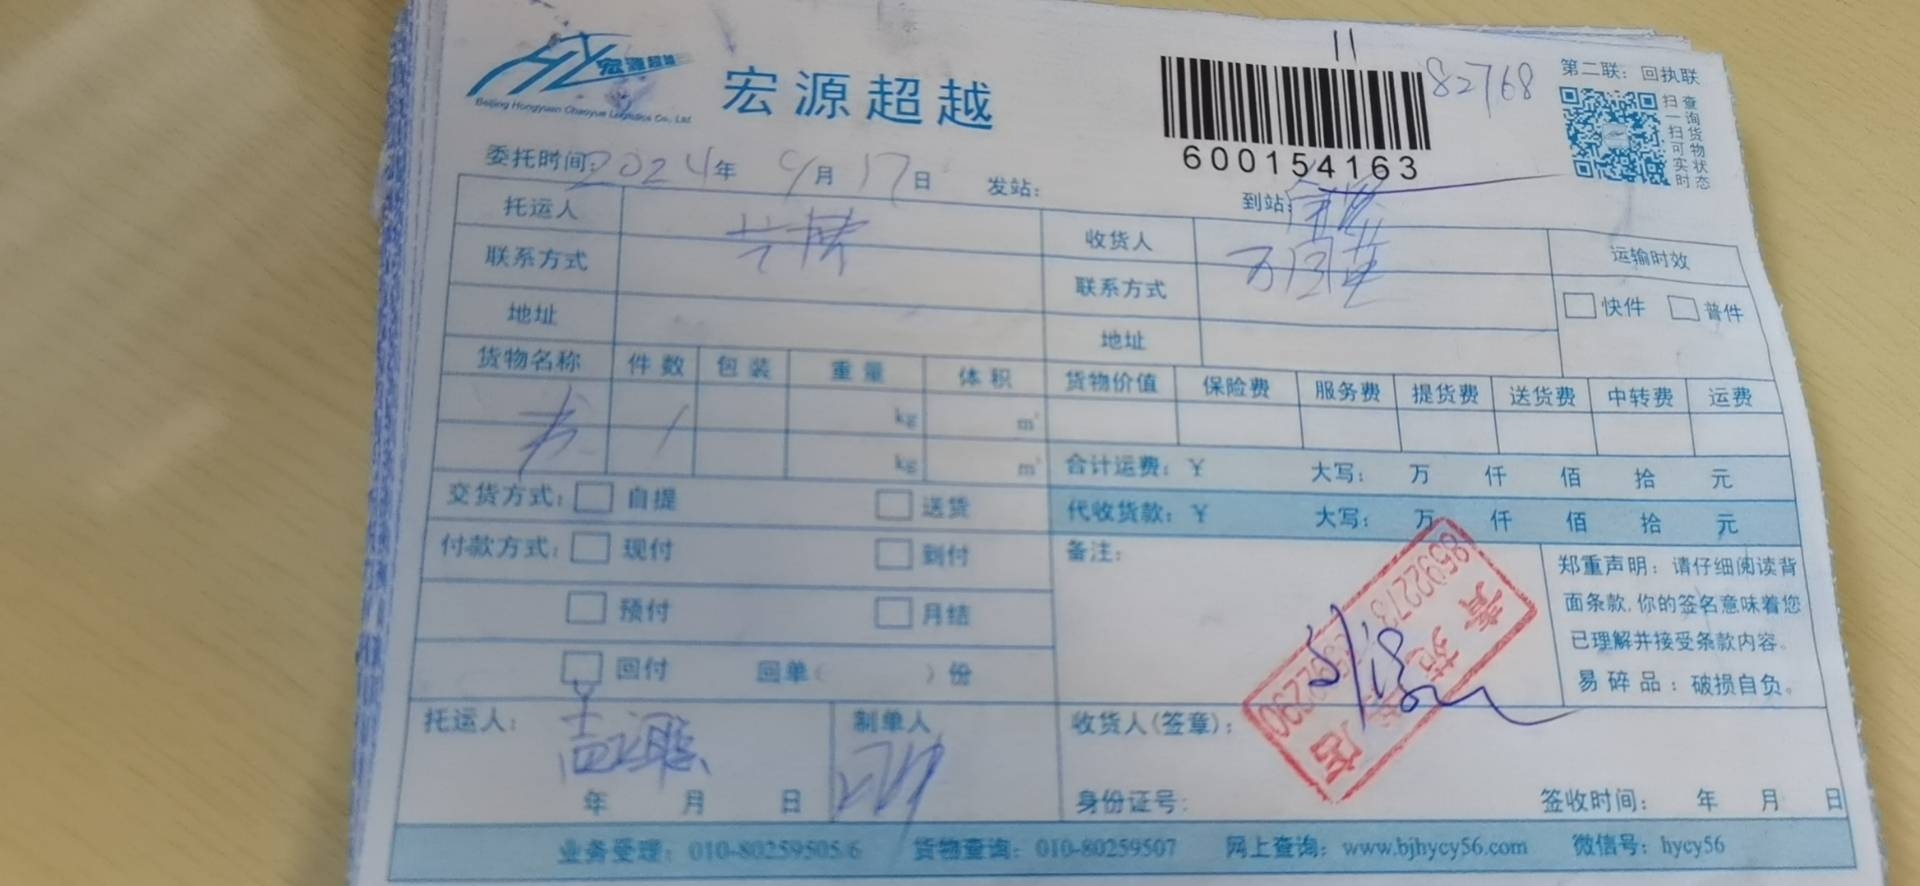 宏源超越
Beijing Hongyuan Chaoyue Logistics Co., Ltd
宏源超越
11
600154163
82768
第二联：回执联
扫一扫可实时
查询货物状态
委托时间：2024年9月17日 发站： 到站：
托运人 收货人 运输时效
联系方式 联系方式
快件 普件
地址 地址
货物名称 件数 包装 重量 体积 货物价值 保险费 服务费 提货费 送货费 中转费 运费
书 1 kg m³
kg m³ 合计运费：￥ 大写： 万 仟 佰 拾 元
交货方式： 自提 送货 代收货款：￥ 大写： 万 仟 佰 拾 元
付款方式： 现付 到付 备注：
预付 月结
回付 回单（ ）份
郑重声明：请仔细阅读背
面条款,你的签名意味着您
已理解并接受条款内容。
易碎品：破损自负。
托运人： 制单人 收货人(签章)：
年 月 日 身份证号： 签收时间： 年 月 日
业务受理：010-80259505/6 货物查询：010-80259507 网上查询：www.bjhycy56.com 微信号：hycy56